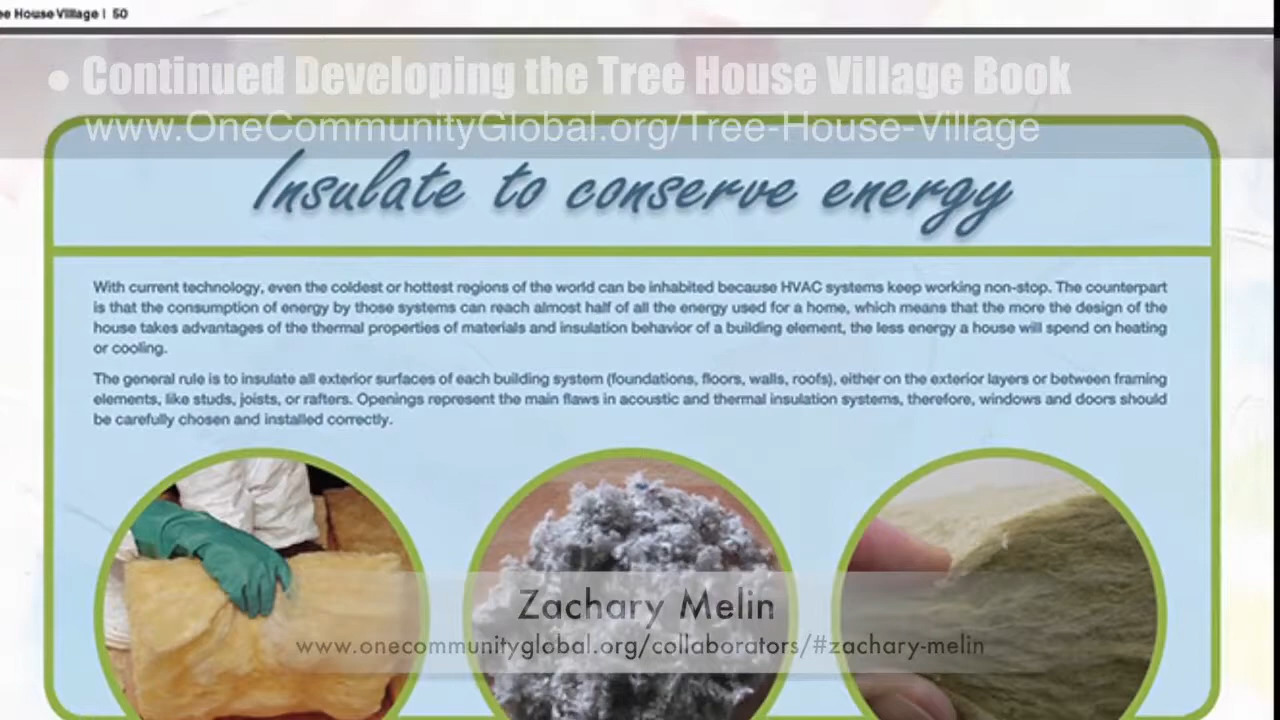 ee House Village | 50
• Continued Developing the Tree House Village Book
www.OneCommunityGlobal.org/Tree-House-Village
Insulate to conserve energy
With current technology, even the coldest or hottest regions of the world can be inhabited because HVAC systems keep working non-stop. The counterpart
is that the consumption of energy by those systems can reach almost half of all the energy used for a home, which means that the more the design of the
house takes advantages of the thermal properties of materials and insulation behavior of a building element, the less energy a house will spend on heating
or cooling.
The general rule is to insulate all exterior surfaces of each building system (foundations, floors, walls, roofs), either on the exterior layers or between framing
elements, like studs, joists, or rafters. Openings represent the main flaws in acoustic and thermal insulation systems, therefore, windows and doors should
be carefully chosen and installed correctly.
Zachary Melin
www.onecommunityglobal.org/collaborators/#zachary-melin